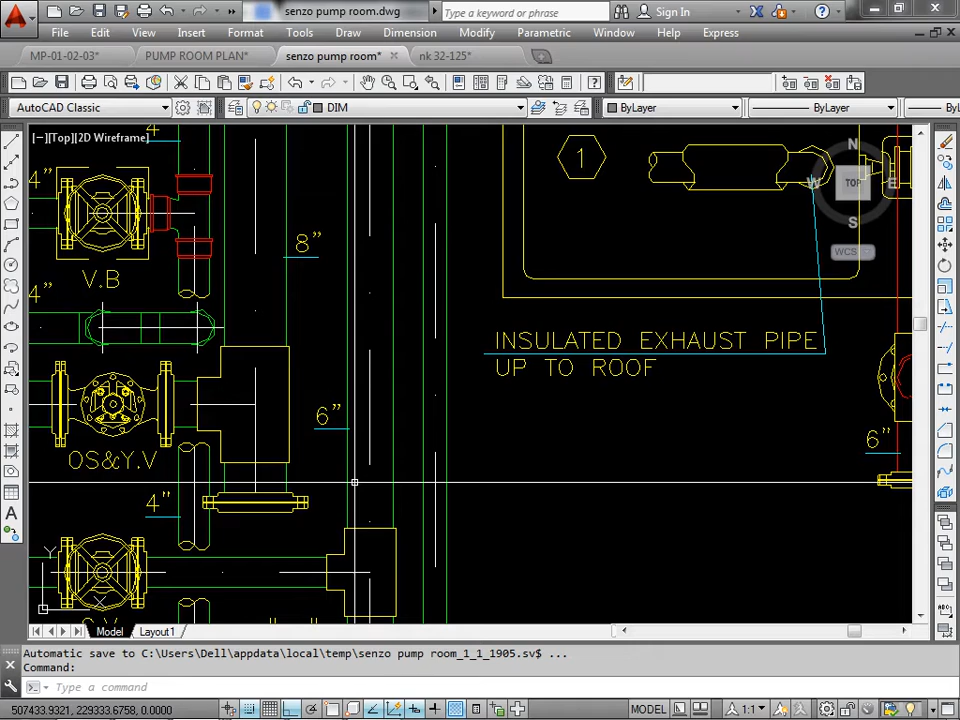 senzo pump room.dwg
Type a keyword or phrase
Sign In
File Edit View Insert Format Tools Draw Dimension Modify Parametric Window Help Express
MP-01-02-03*
PUMP ROOM PLAN*
senzo pump room*
nk 32-125*
AutoCAD Classic
DIM
ByLayer
ByLayer
[−][Top][2D Wireframe]
4"
4"
8"
V.B
4"
6"
OS&Y.V
4"
1
N
W
TOP
E
S
WCS
INSULATED EXHAUST PIPE
UP TO ROOF
6"
Y
X
Model
Layout1
Automatic save to C:\Users\Dell\appdata\local\temp\senzo pump room_1_1_1905.sv$ ...
Command:
Type a command
507433.9321, 229333.6758, 0.0000
MODEL
1:1